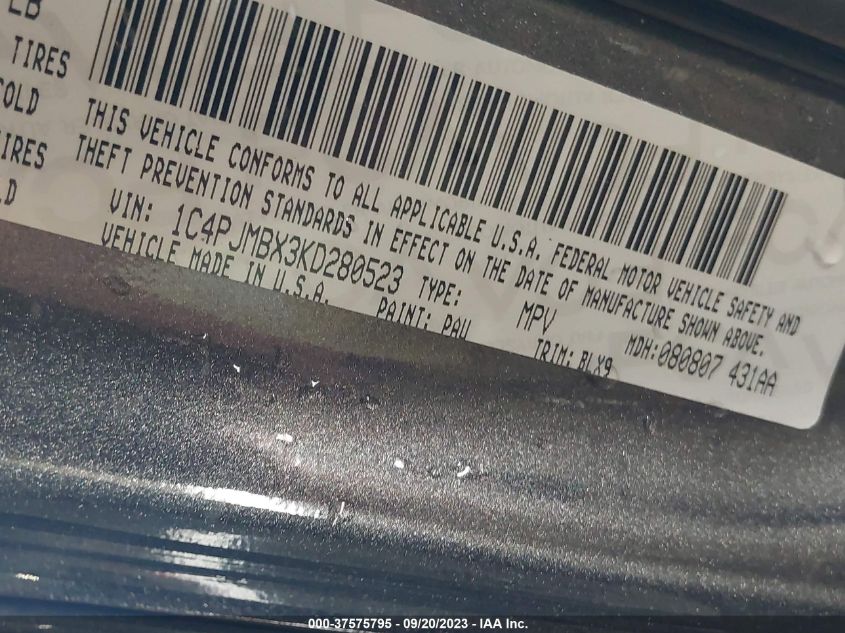 LB
TIRES
COLD
TIRES
LD
THIS VEHICLE CONFORMS TO ALL APPLICABLE U.S.A. FEDERAL MOTOR VEHICLE SAFETY AND
THEFT PREVENTION STANDARDS IN EFFECT ON THE DATE OF MANUFACTURE SHOWN ABOVE.
VIN: 1C4PJMBX3KD280523 TYPE: MPV MDH:080807 431AA
VEHICLE MADE IN U.S.A. PAINT: PAU TRIM: BLX9
000-37575795 - 09/20/2023 - IAA Inc.